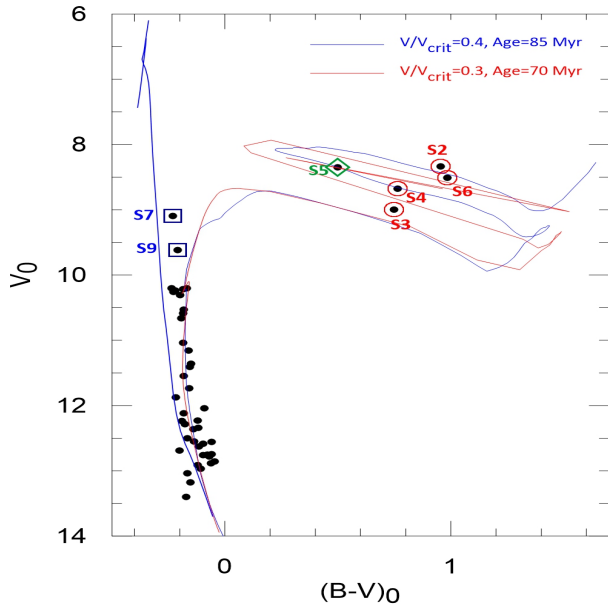 6
8
10
12
14
V0
V/Vcrit=0.4, Age=85 Myr
V/Vcrit=0.3, Age=70 Myr
S2
S5
S6
S4
S7
S3
S9
0
1
(B-V)0